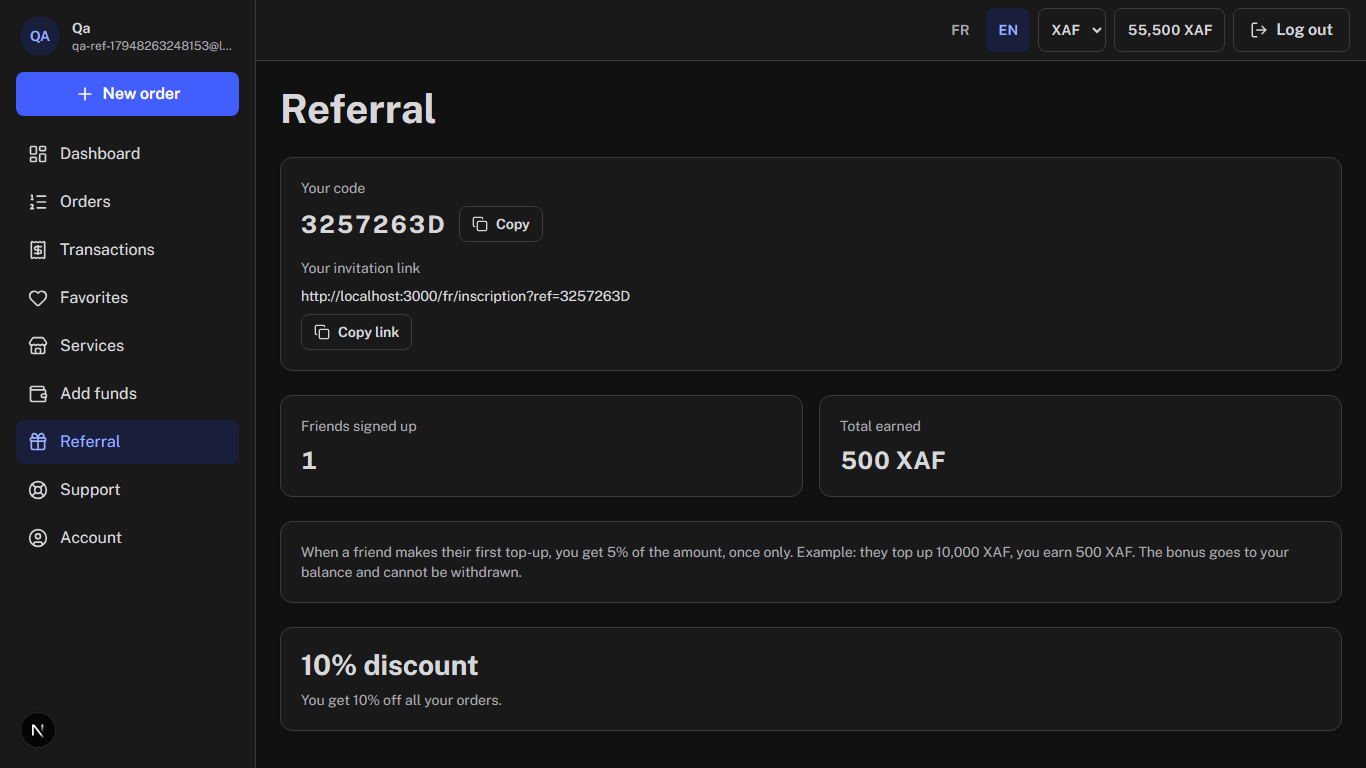 QA
Qa
qa-ref-17948263248153@l...
New order
Dashboard
Orders
Transactions
Favorites
Services
Add funds
Referral
Support
Account
N
FR
EN
XAF
55,500 XAF
Log out
Referral
Your code
3257263D
Copy
Your invitation link
http://localhost:3000/fr/inscription?ref=3257263D
Copy link
Friends signed up
1
Total earned
500 XAF
When a friend makes their first top-up, you get 5% of the amount, once only. Example: they top up 10,000 XAF, you earn 500 XAF. The bonus goes to your
balance and cannot be withdrawn.
10% discount
You get 10% off all your orders.